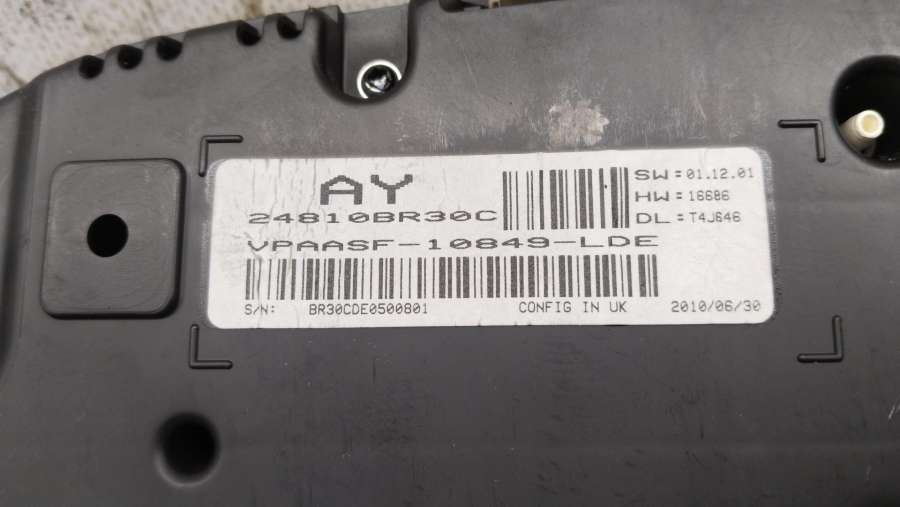 AY
24810BR30C
SW = 01.12.01
HW = 16606
DL = T4J646
VPAASF-10849-LDE
S/N: BR30CDE0500801 CONFIG IN UK 2010/06/30